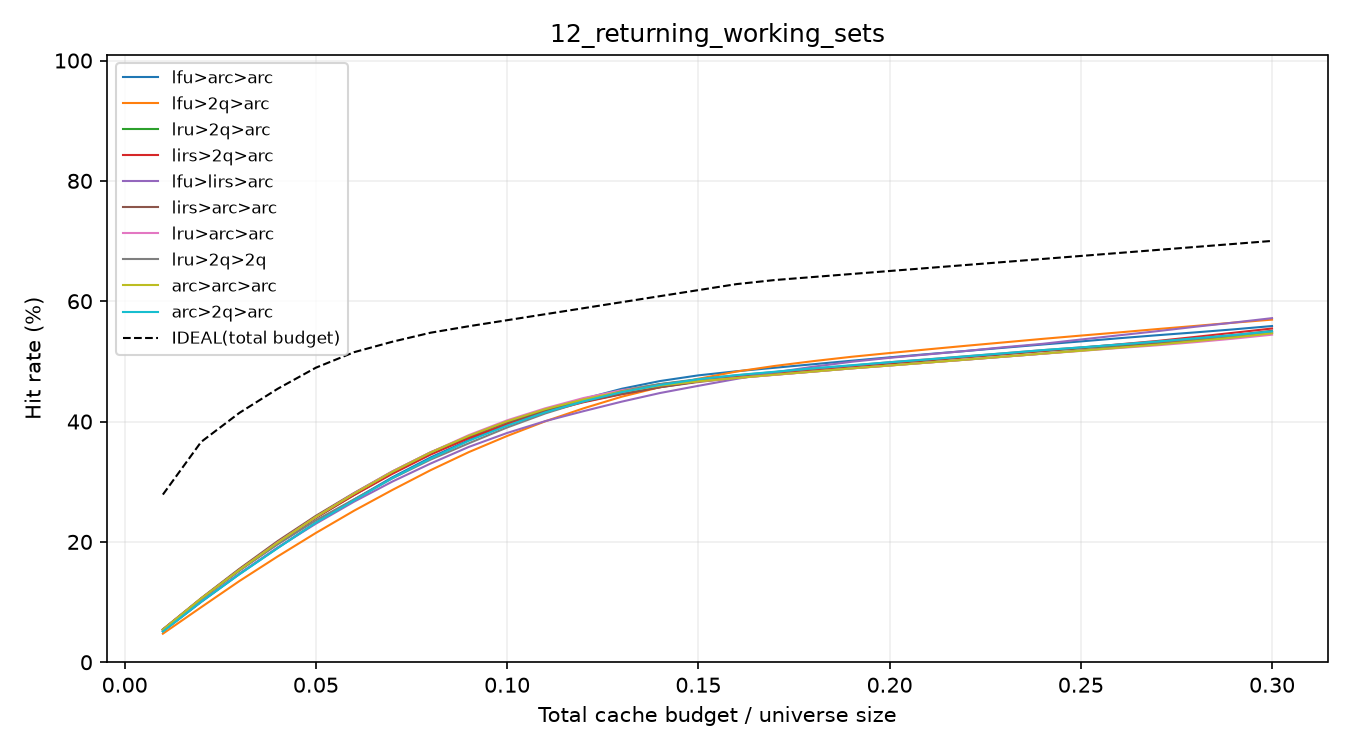 12_returning_working_sets
100
80
60
40
20
0
Hit rate (%)
lfu>arc>arc
lfu>2q>arc
lru>2q>arc
lirs>2q>arc
lfu>lirs>arc
lirs>arc>arc
lru>arc>arc
lru>2q>2q
arc>arc>arc
arc>2q>arc
IDEAL(total budget)
0.00 0.05 0.10 0.15 0.20 0.25 0.30
Total cache budget / universe size